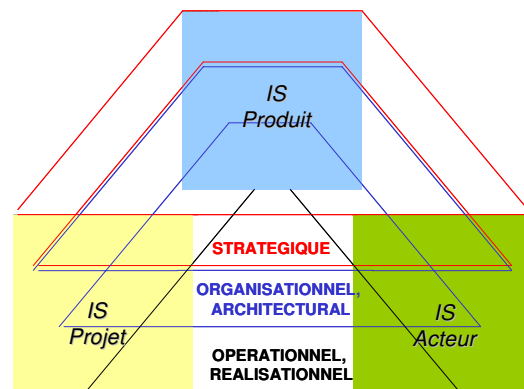 IS
Produit
STRATEGIQUE
ORGANISATIONNEL,
ARCHITECTURAL
IS
Projet
IS
Acteur
OPERATIONNEL,
REALISATIONNEL